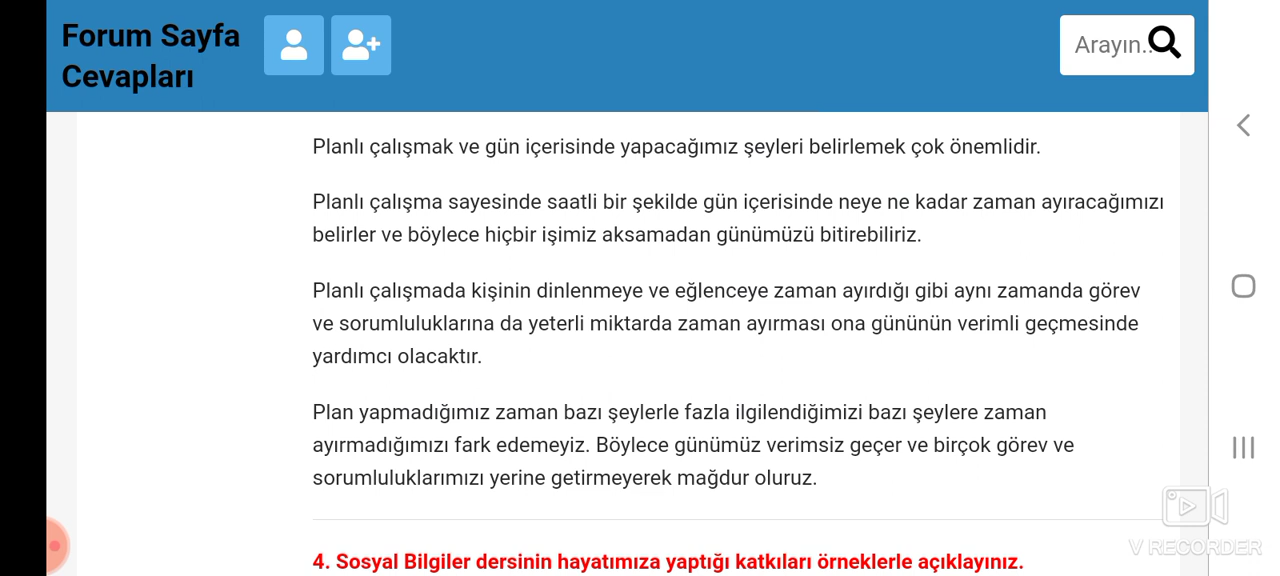 Forum Sayfa
Cevapları
Arayın..
Planlı çalışmak ve gün içerisinde yapacağımız şeyleri belirlemek çok önemlidir.
Planlı çalışma sayesinde saatli bir şekilde gün içerisinde neye ne kadar zaman ayıracağımızı
belirler ve böylece hiçbir işimiz aksamadan günümüzü bitirebiliriz.
Planlı çalışmada kişinin dinlenmeye ve eğlenceye zaman ayırdığı gibi aynı zamanda görev
ve sorumluluklarına da yeterli miktarda zaman ayırması ona gününün verimli geçmesinde
yardımcı olacaktır.
Plan yapmadığımız zaman bazı şeylerle fazla ilgilendiğimizi bazı şeylere zaman
ayırmadığımızı fark edemeyiz. Böylece günümüz verimsiz geçer ve birçok görev ve
sorumluluklarımızı yerine getirmeyerek mağdur oluruz.
V RECORDER
4. Sosyal Bilgiler dersinin hayatımıza yaptığı katkıları örneklerle açıklayınız.